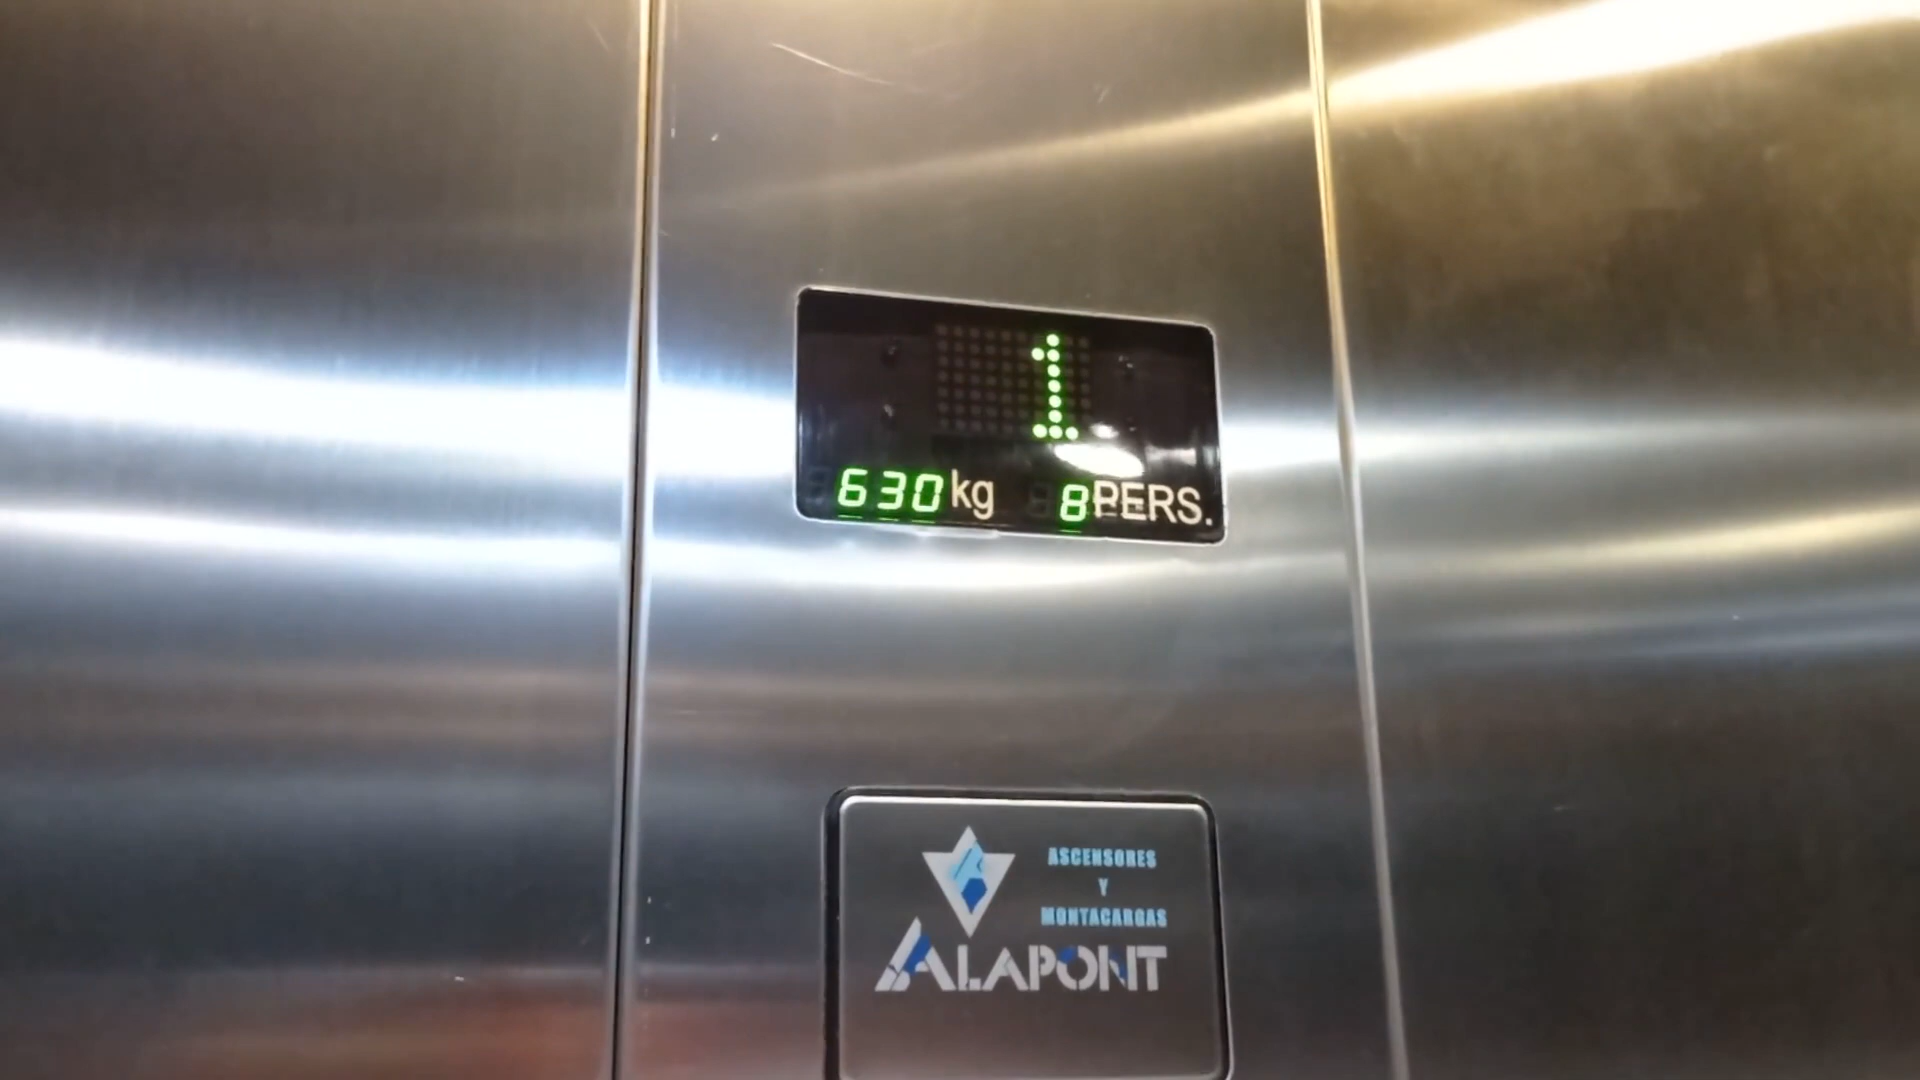 1
630kg 8PERS.
ASCENSORES
Y
MONTACARGAS
ALAPONT